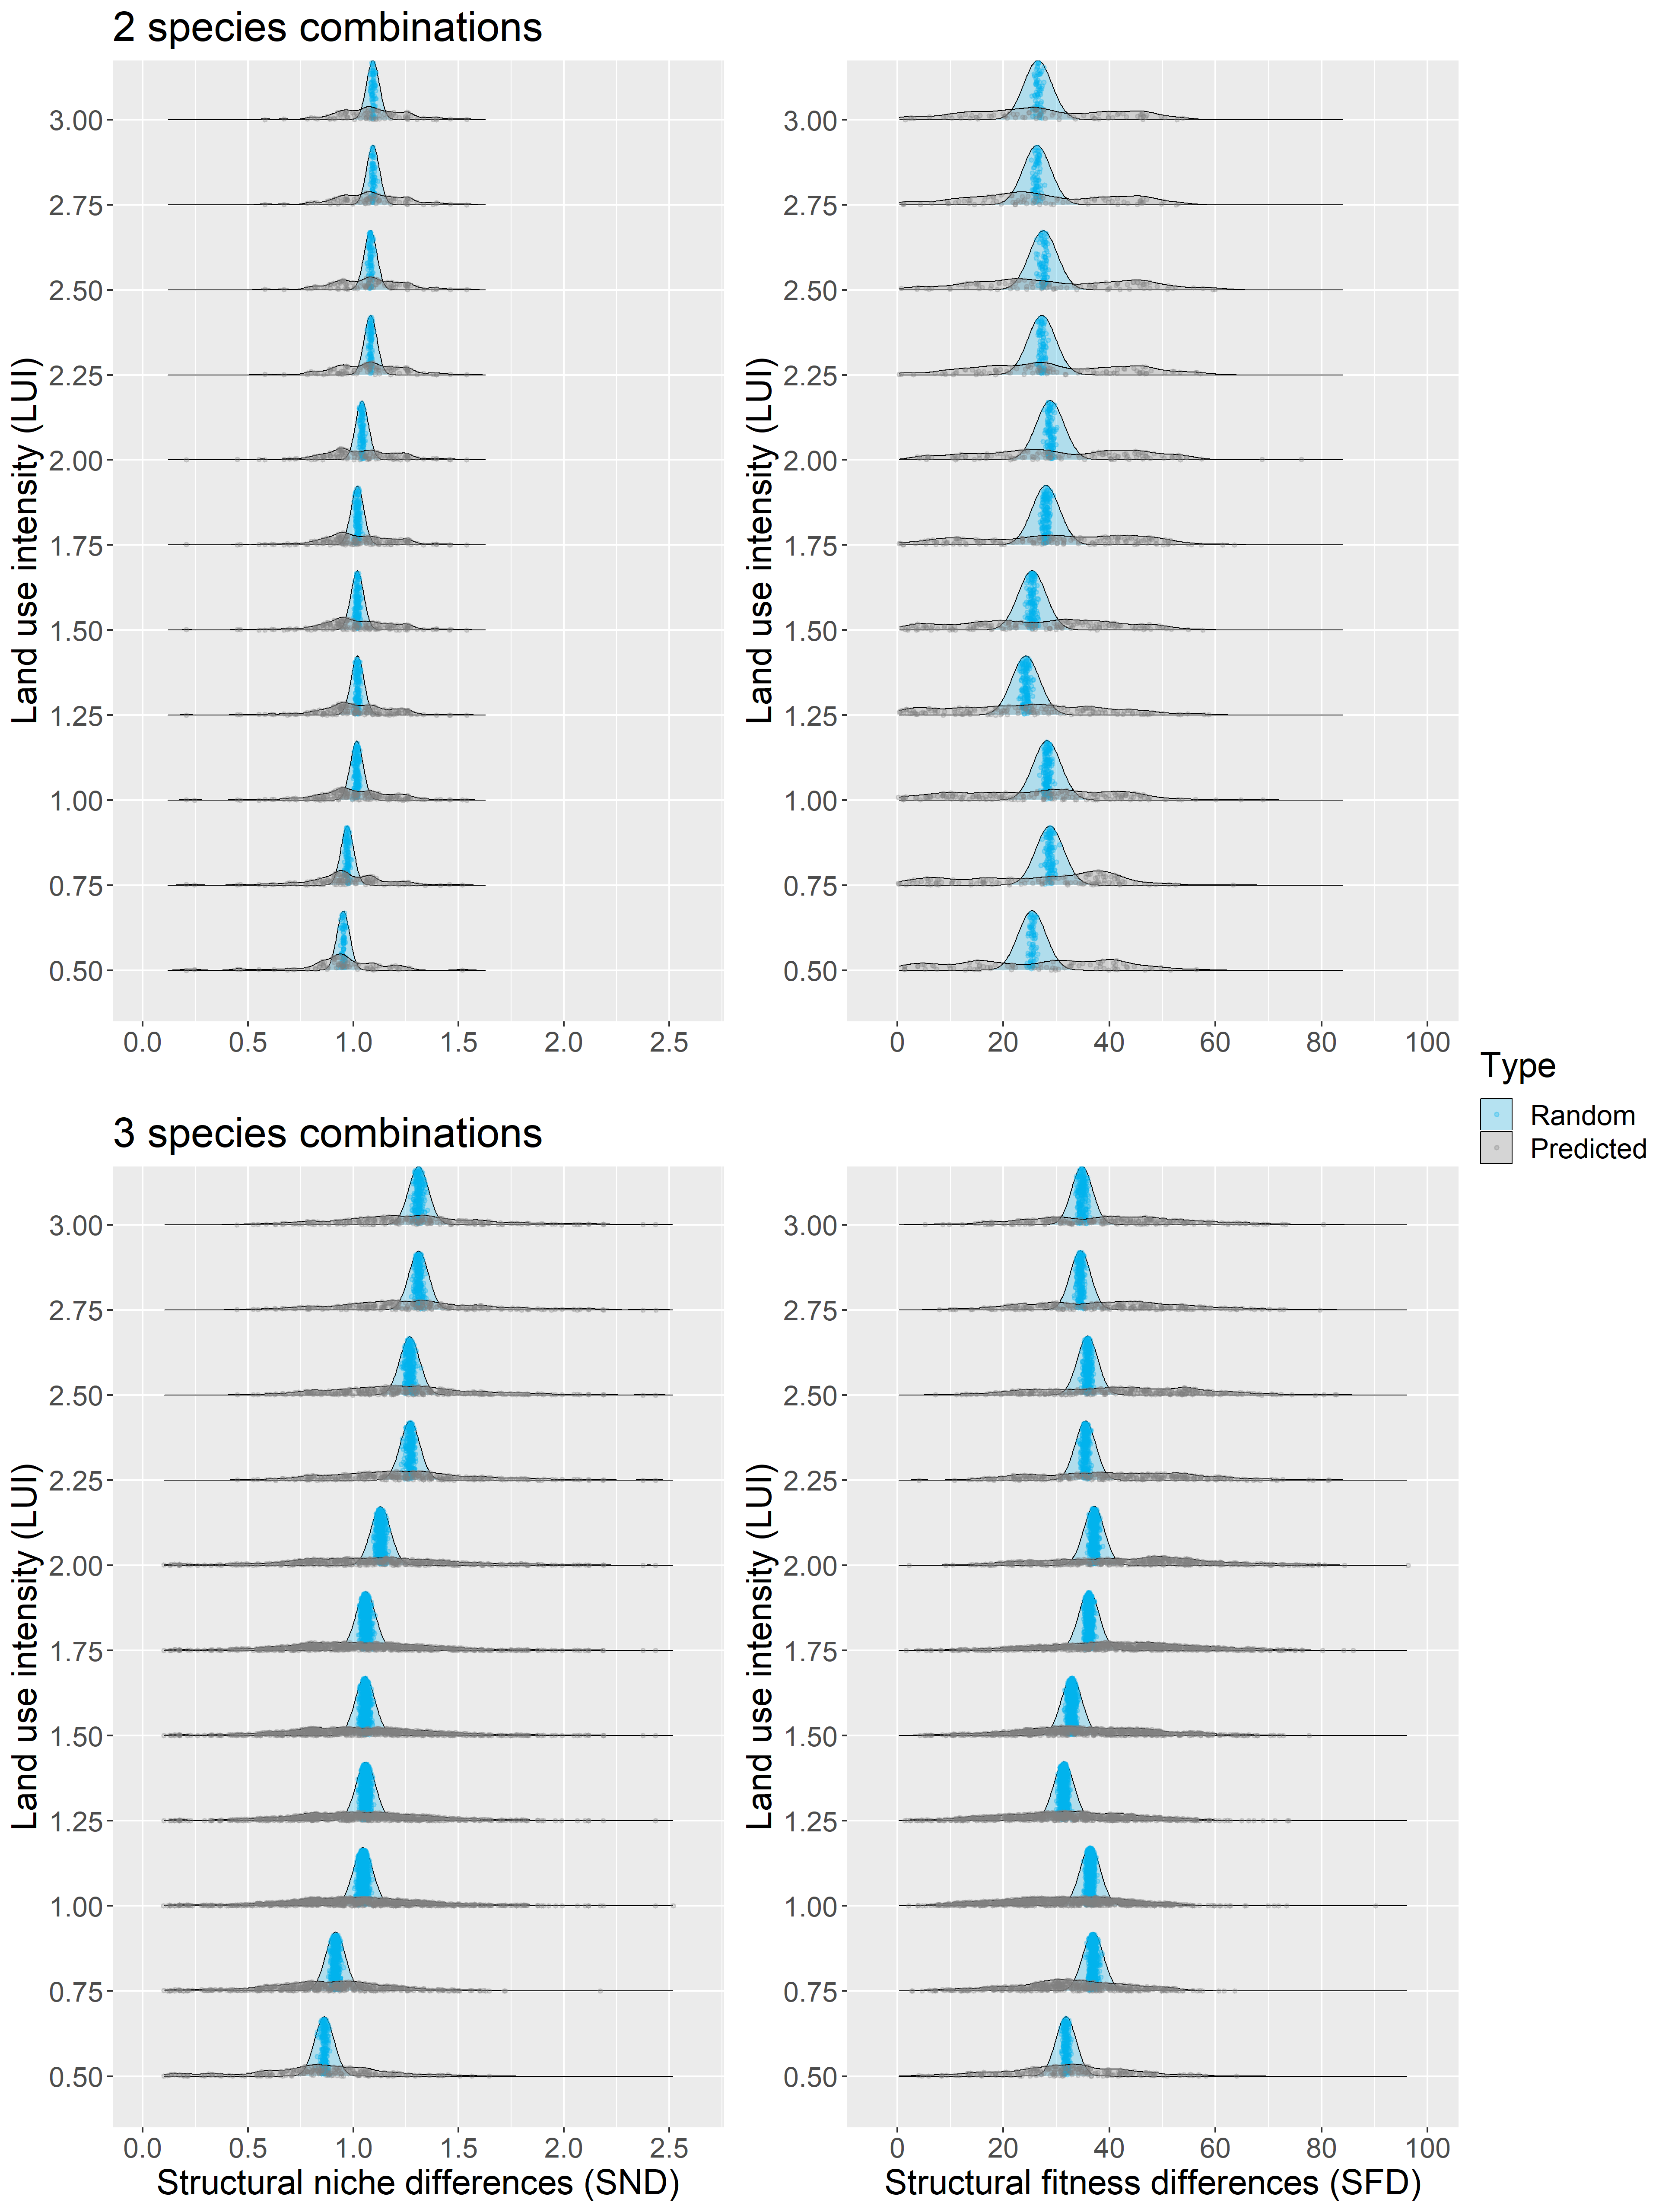 2 species combinations
Land use intensity (LUI)
3.00
2.75
2.50
2.25
2.00
1.75
1.50
1.25
1.00
0.75
0.50
0.0 0.5 1.0 1.5 2.0 2.5
Land use intensity (LUI)
3.00
2.75
2.50
2.25
2.00
1.75
1.50
1.25
1.00
0.75
0.50
0 20 40 60 80 100
Type
Random
Predicted
3 species combinations
Land use intensity (LUI)
3.00
2.75
2.50
2.25
2.00
1.75
1.50
1.25
1.00
0.75
0.50
0.0 0.5 1.0 1.5 2.0 2.5
Structural niche differences (SND)
Land use intensity (LUI)
3.00
2.75
2.50
2.25
2.00
1.75
1.50
1.25
1.00
0.75
0.50
0 20 40 60 80 100
Structural fitness differences (SFD)